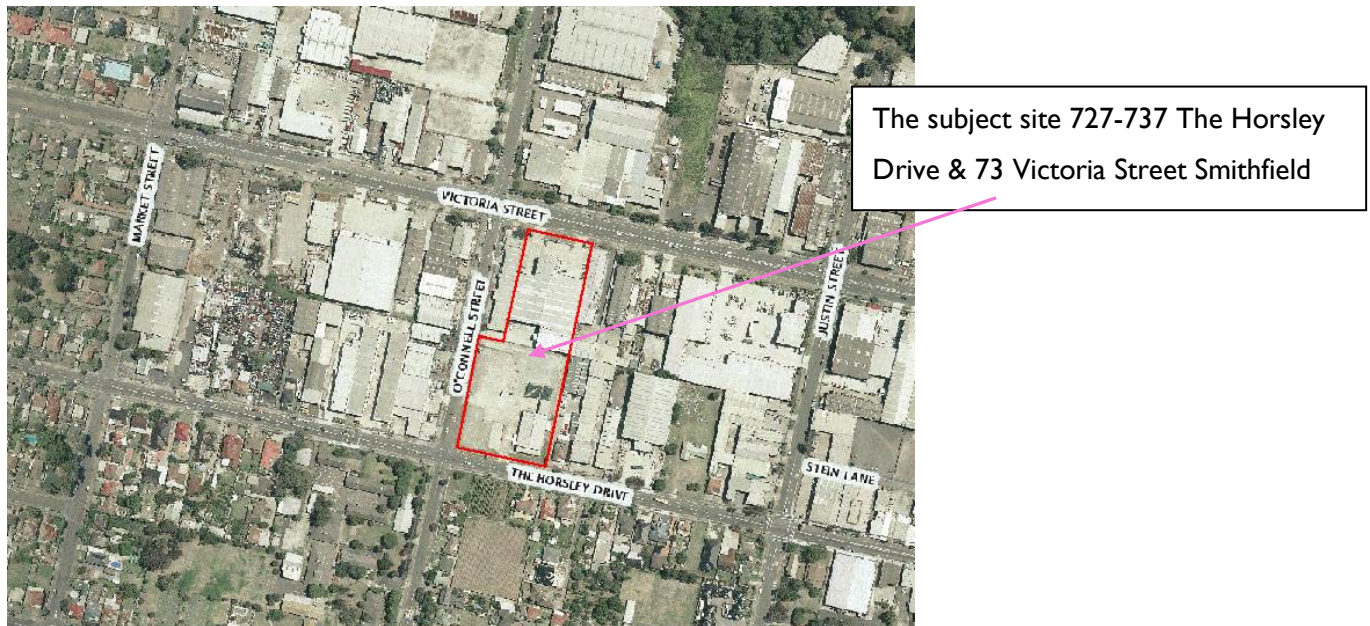 The subject site 727-737 The Horsley
Drive & 73 Victoria Street Smithfield
MARKET STREET
VICTORIA STREET
O'CONNELL STREET
JUSTIN STREET
THE HORSLEY DRIVE
STEIN LANE